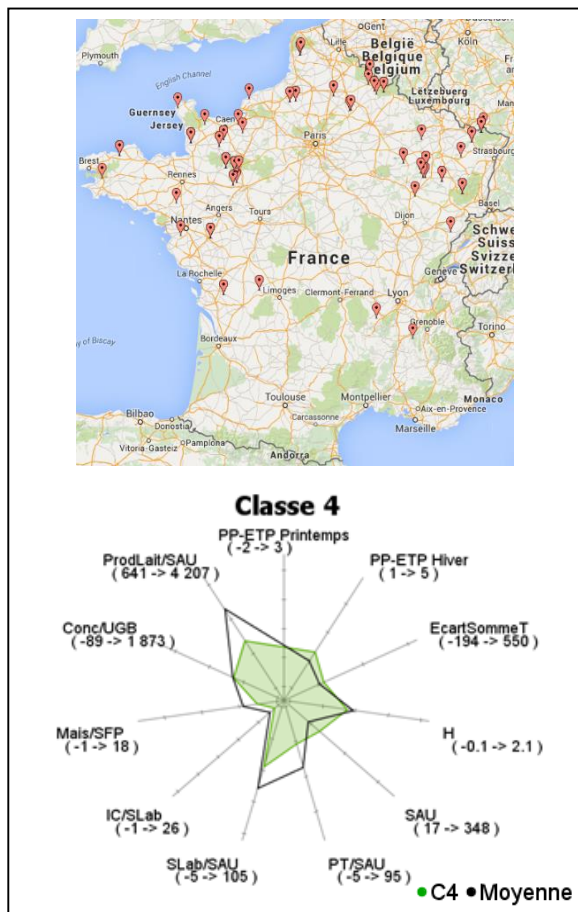 Plymouth
Gent
Düsseldorf
Lille
België
Belgique
Belgium
Köln
English Channel
Lëtzebuerg
Luxembourg
Guernsey
Jersey
Caen
Paris
Strasbourg
Brest
Rennes
Angers
Tours
Nantes
Dijon
Basel
Schwe
Suiss
Svizze
Switzerl
France
Genève
La Rochelle
Limoges
Clermont-Ferrand
Lyon
Grenoble
Torino
Bordeaux
y of Biscay
Monaco
Toulouse
Montpellier
Aix-en-Provence
Marseille
Carcassonne
Bilbao
Donostia
Vitoria-Gasteiz
Pamplona
Andorra
Classe 4
PP-ETP Printemps
( -2 -> 3 )
ProdLait/SAU
( 641 -> 4 207 )
PP-ETP Hiver
( 1 -> 5 )
Conc/UGB
( -89 -> 1 873 )
EcartSommeT
( -194 -> 550 )
Mais/SFP
( -1 -> 18 )
H
( -0.1 -> 2.1 )
IC/SLab
( -1 -> 26 )
SAU
( 17 -> 348 )
SLab/SAU
( -5 -> 105 )
PT/SAU
( -5 -> 95 )
C4 Moyenne